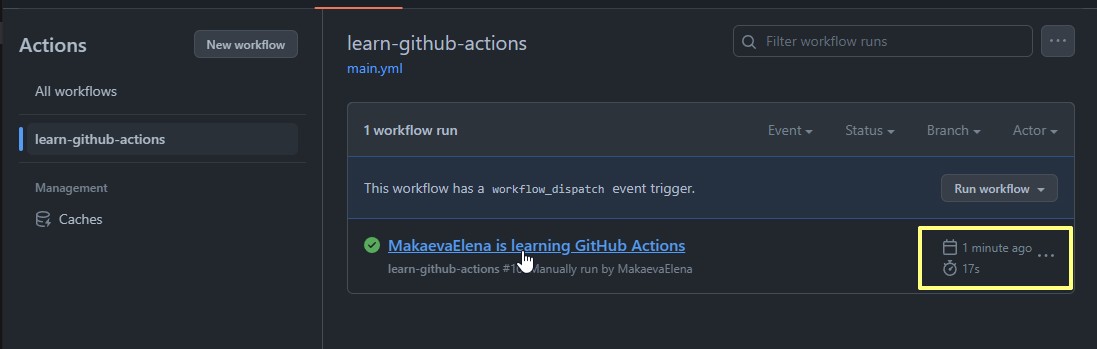 Actions
New workflow
All workflows
learn-github-actions
Management
Caches
learn-github-actions
main.yml
Filter workflow runs
1 workflow run
Event
Status
Branch
Actor
This workflow has a workflow_dispatch event trigger.
Run workflow
MakaevaElena is learning GitHub Actions
learn-github-actions Manually run by MakaevaElena
1 minute ago
17s